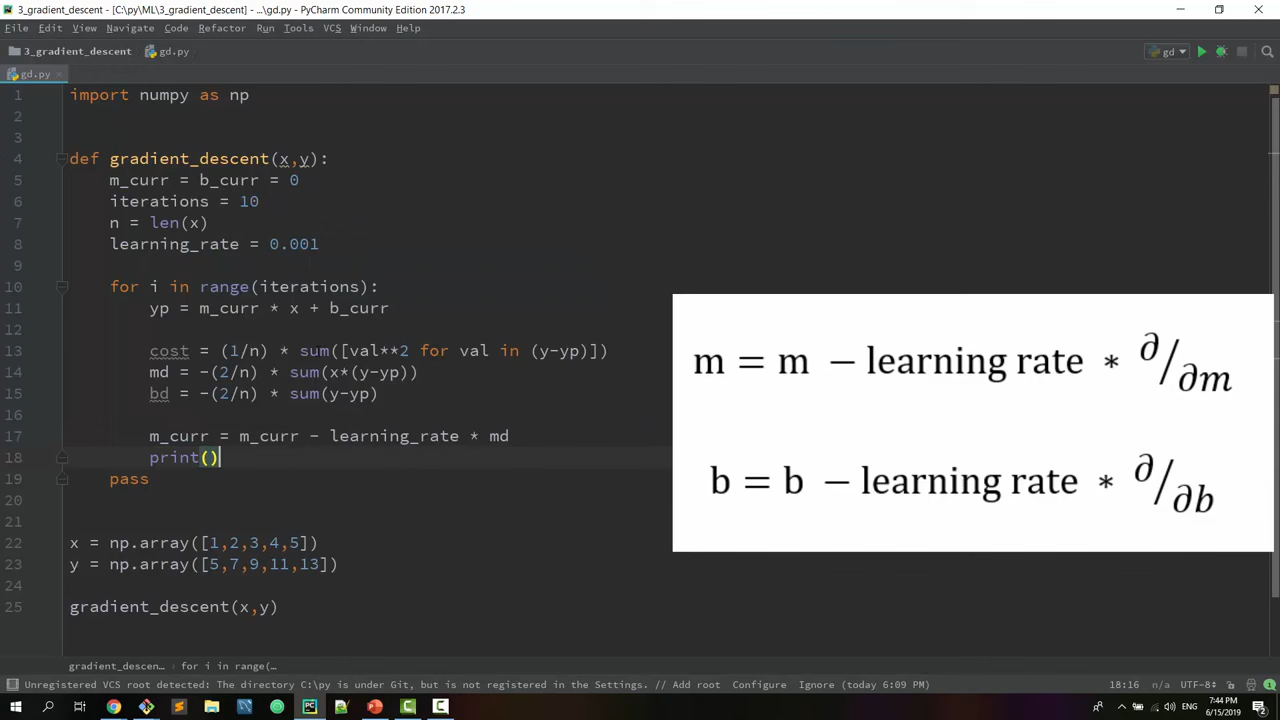 3_gradient_descent - [C:\py\ML\3_gradient_descent] - ...\gd.py - PyCharm Community Edition 2017.2.3
File Edit View Navigate Code Refactor Run Tools VCS Window Help
3_gradient_descent gd.py gd
gd.py
1 import numpy as np
2
3
4 def gradient_descent(x,y):
5 m_curr = b_curr = 0
6 iterations = 10
7 n = len(x)
8 learning_rate = 0.001
9
10 for i in range(iterations):
11 yp = m_curr * x + b_curr
12
13 cost = (1/n) * sum([val**2 for val in (y-yp)])
14 md = -(2/n) * sum(x*(y-yp))
15 bd = -(2/n) * sum(y-yp)
16
17 m_curr = m_curr - learning_rate * md
18 print()
19 pass
20
21
22 x = np.array([1,2,3,4,5])
23 y = np.array([5,7,9,11,13])
24
25 gradient_descent(x,y)
m = m − learning rate * ∂/∂m
b = b − learning rate * ∂/∂b
gradient_descen... for i in range(...
Unregistered VCS root detected: The directory C:\py is under Git, but is not registered in the Settings. // Add root Configure Ignore (today 6:09 PM) 18:16 n/a UTF-8
7:44 PM
ENG
6/15/2019